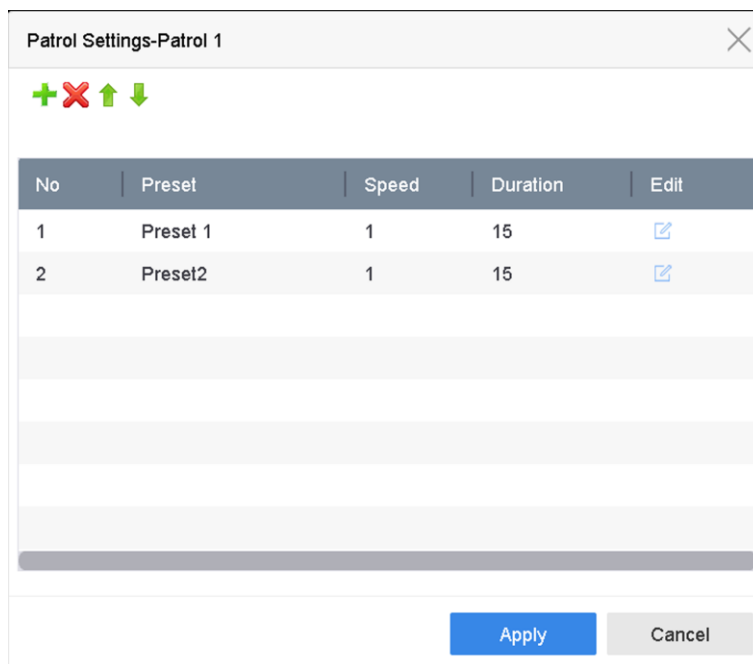 Patrol Settings-Patrol 1
No Preset Speed Duration Edit
1 Preset 1 1 15
2 Preset2 1 15
Apply Cancel